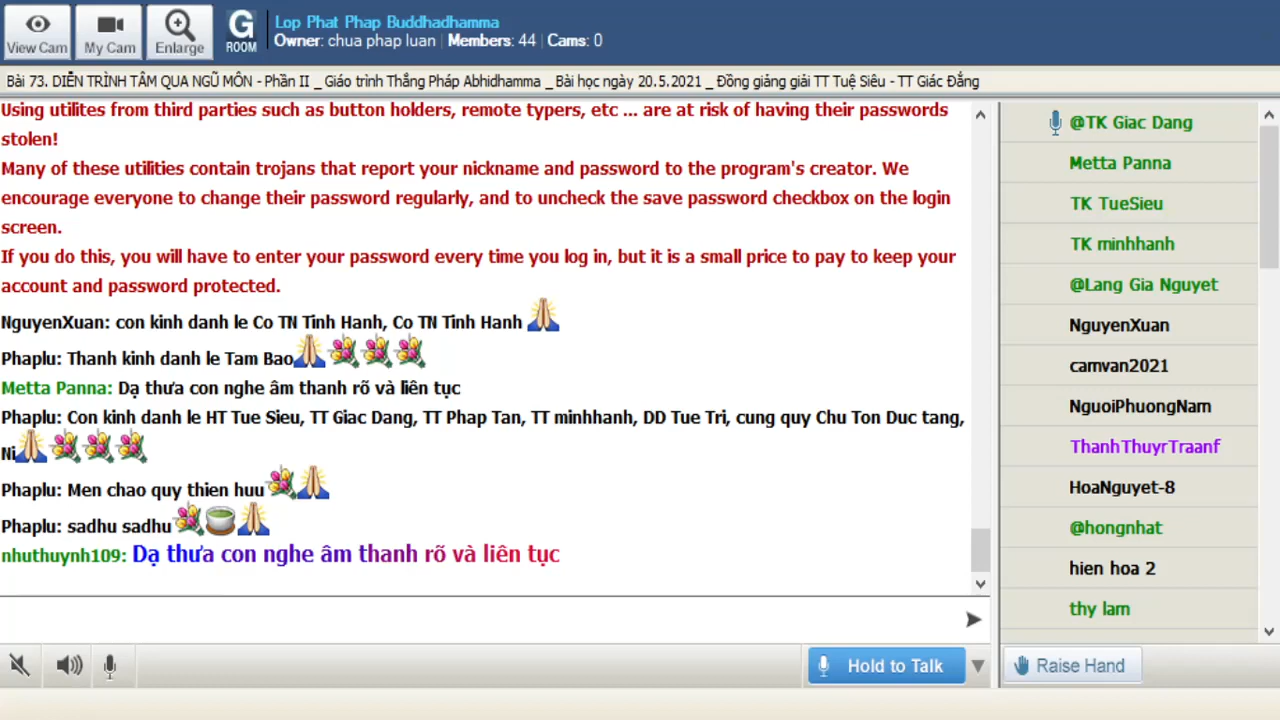 View Cam
My Cam
Enlarge
G
ROOM
Lop Phat Phap Buddhadhamma
Owner: chua phap luan | Members: 44 | Cams: 0
Bài 73. DIỄN TRÌNH TÂM QUA NGŨ MÔN - Phần II _ Giáo trình Thắng Pháp Abhidhamma _ Bài học ngày 20.5.2021 _ Đồng giảng giải TT Tuệ Siêu - TT Giác Đẳng
Using utilites from third parties such as button holders, remote typers, etc ... are at risk of having their passwords
stolen!
Many of these utilities contain trojans that report your nickname and password to the program's creator. We
encourage everyone to change their password regularly, and to uncheck the save password checkbox on the login
screen.
If you do this, you will have to enter your password every time you log in, but it is a small price to pay to keep your
account and password protected.
NguyenXuan: con kinh danh le Co TN Tinh Hanh, Co TN Tinh Hanh
Phaplu: Thanh kinh danh le Tam Bao
Metta Panna: Dạ thưa con nghe âm thanh rõ và liên tục
Phaplu: Con kinh danh le HT Tue Sieu, TT Giac Dang, TT Phap Tan, TT minhhanh, DD Tue Tri, cung quy Chu Ton Duc tang,
Ni
Phaplu: Men chao quy thien huu
Phaplu: sadhu sadhu
nhuthuynh109: Dạ thưa con nghe âm thanh rõ và liên tục
Hold to Talk
@TK Giac Dang
Metta Panna
TK TueSieu
TK minhhanh
@Lang Gia Nguyet
NguyenXuan
camvan2021
NguoiPhuongNam
ThanhThuyrTraanf
HoaNguyet-8
@hongnhat
hien hoa 2
thy lam
Raise Hand